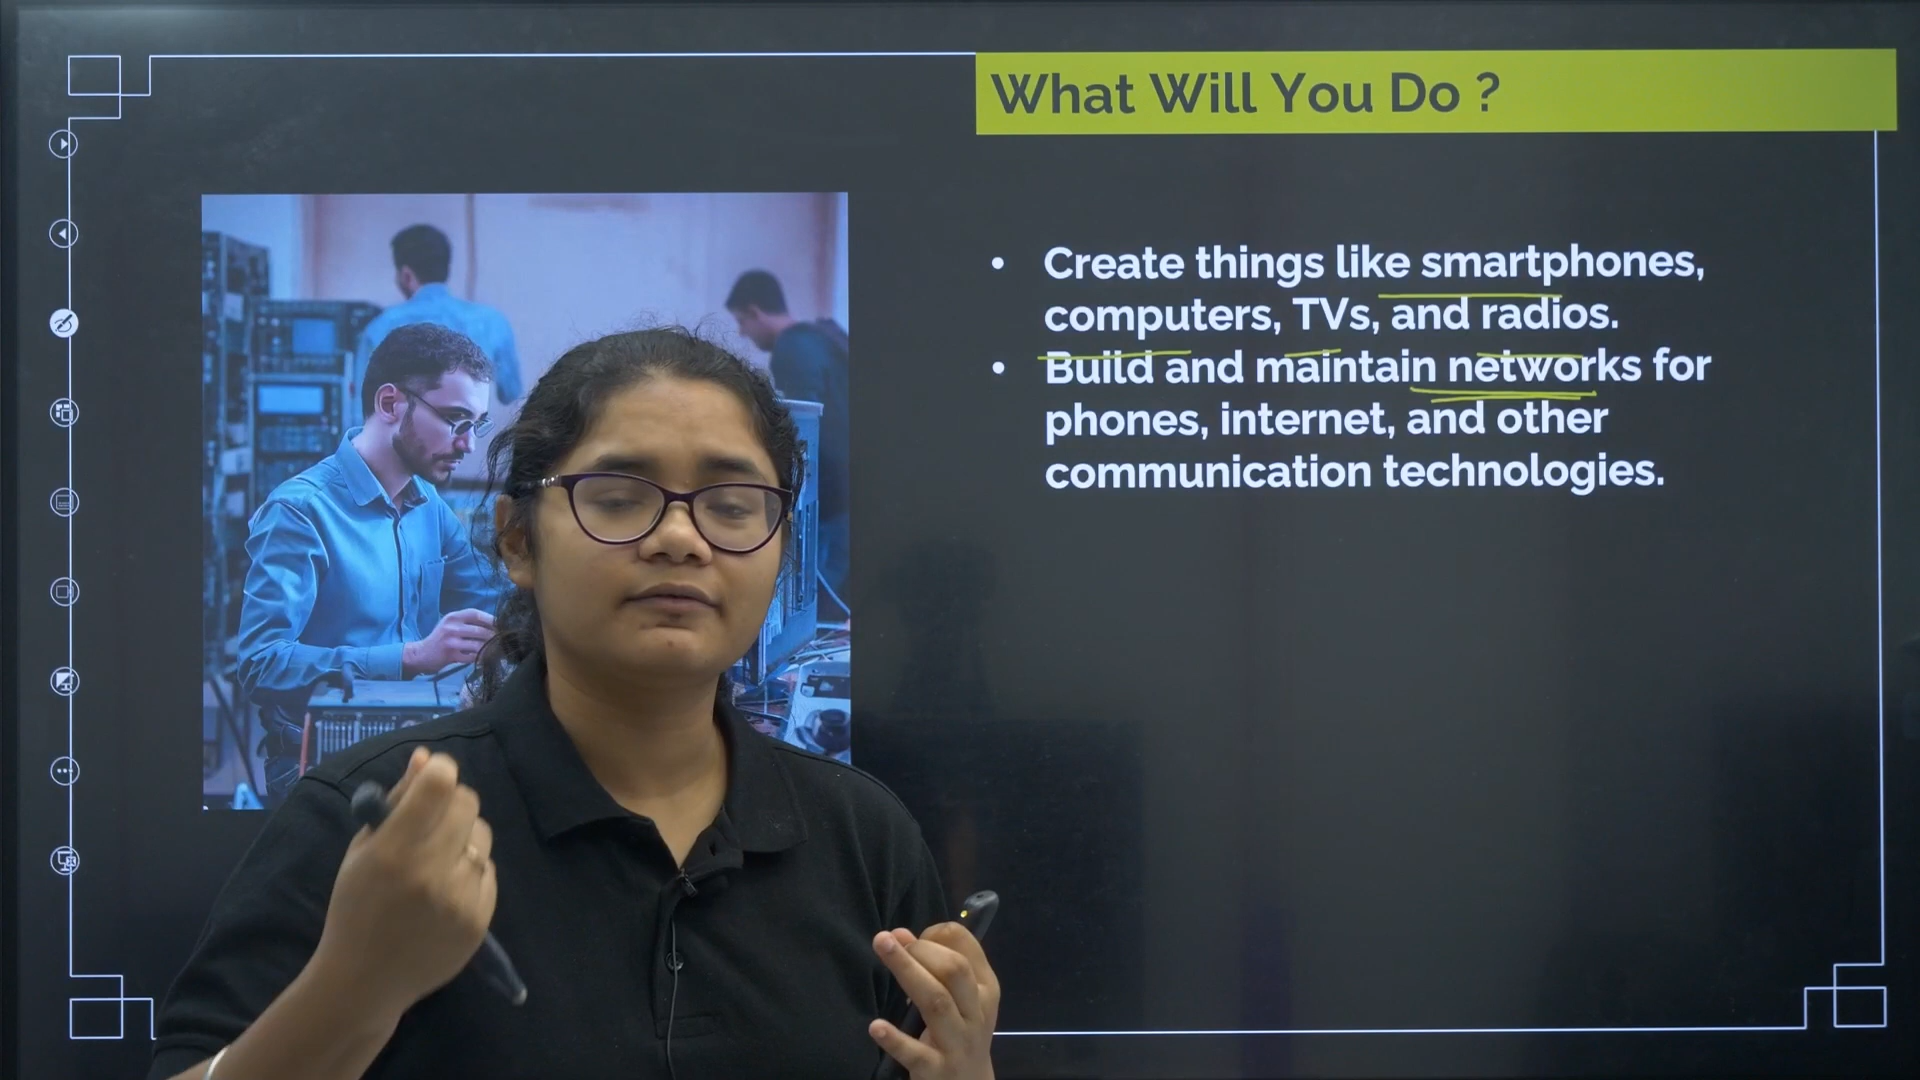 What Will You Do ?
• Create things like smartphones,
computers, TVs, and radios.
• Build and maintain networks for
phones, internet, and other
communication technologies.